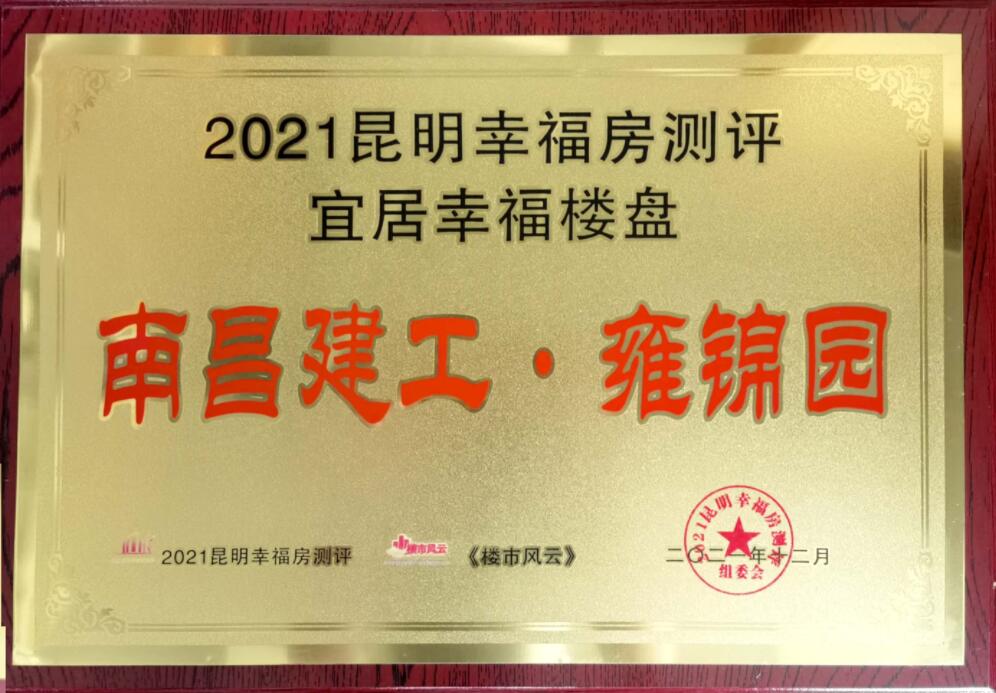 2021昆明幸福房测评
宜居幸福楼盘
南昌建工·雍锦园
2021昆明幸福房测评
楼市风云
《楼市风云》
二〇二一年十二月
2021昆明幸福房测评
组委会